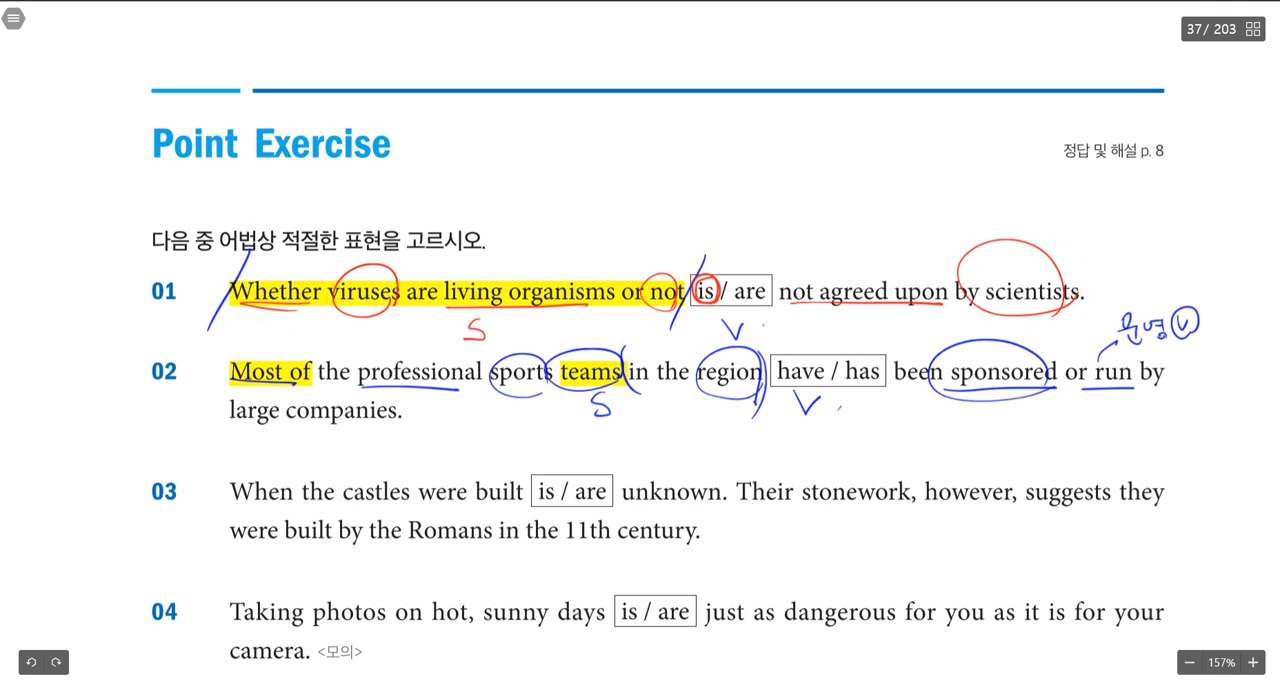 37/ 203
Point Exercise
정답 및 해설 p. 8
다음 중 어법상 적절한 표현을 고르시오.
01 Whether viruses are living organisms or not is / are not agreed upon by scientists.
S V
운영 V
02 Most of the professional sports teams in the region have / has been sponsored or run by
large companies.
S V
03 When the castles were built is / are unknown. Their stonework, however, suggests they
were built by the Romans in the 11th century.
04 Taking photos on hot, sunny days is / are just as dangerous for you as it is for your
camera. <모의>
157%